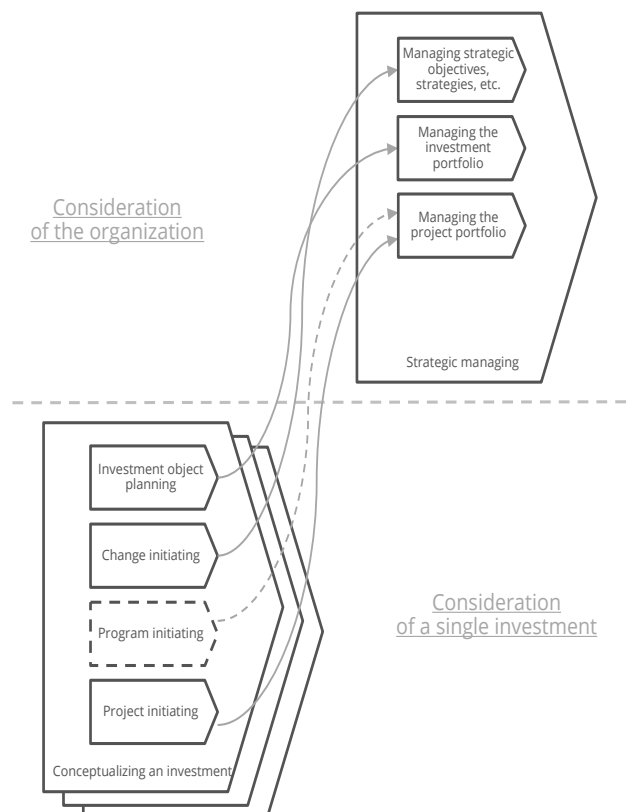 Managing strategic
objectives,
strategies, etc.
Managing the
investment
portfolio
Managing the
project portfolio
Strategic managing
Consideration
of the organization
Investment object
planning
Change initiating
Program initiating
Project initiating
Conceptualizing an investment
Consideration
of a single investment